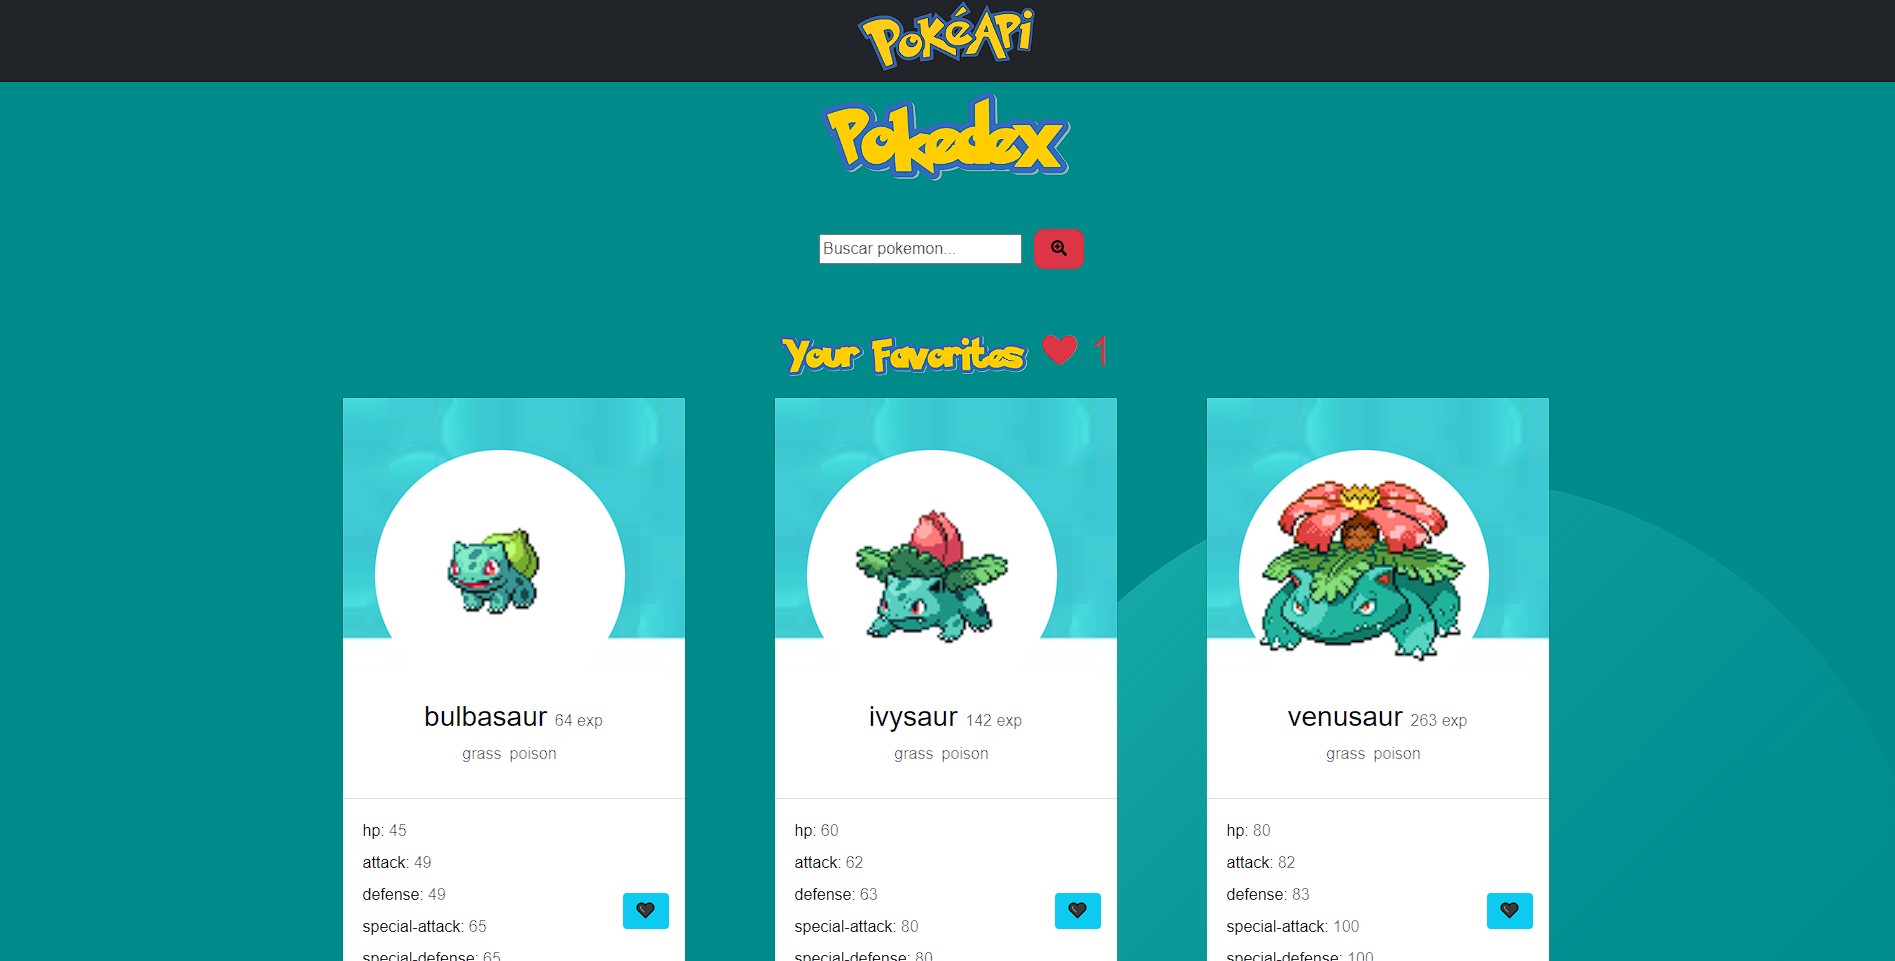 PokéApi
Pokedex
Buscar pokemon...
Your Favorites 1
bulbasaur 64 exp
grass poison
hp: 45
attack: 49
defense: 49
special-attack: 65
special-defense: 65
ivysaur 142 exp
grass poison
hp: 60
attack: 62
defense: 63
special-attack: 80
special-defense: 80
venusaur 263 exp
grass poison
hp: 80
attack: 82
defense: 83
special-attack: 100
special-defense: 100